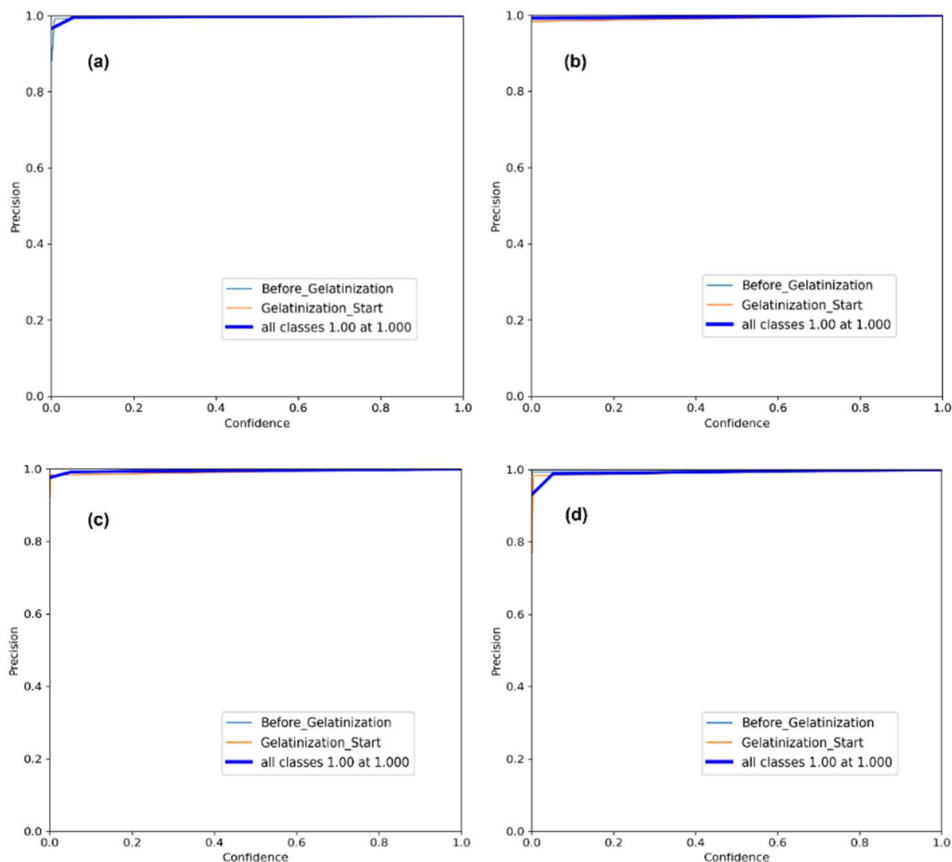 1.0
0.8
0.6
0.4
0.2
0.0
Precision
(a)
Before_Gelatinization
Gelatinization_Start
all classes 1.00 at 1.000
0.0 0.2 0.4 0.6 0.8 1.0
Confidence
1.0
0.8
0.6
0.4
0.2
0.0
Precision
(b)
Before_Gelatinization
Gelatinization_Start
all classes 1.00 at 1.000
0.0 0.2 0.4 0.6 0.8 1.0
Confidence
1.0
0.8
0.6
0.4
0.2
0.0
Precision
(c)
Before_Gelatinization
Gelatinization_Start
all classes 1.00 at 1.000
0.0 0.2 0.4 0.6 0.8 1.0
Confidence
1.0
0.8
0.6
0.4
0.2
0.0
Precision
(d)
Before_Gelatinization
Gelatinization_Start
all classes 1.00 at 1.000
0.0 0.2 0.4 0.6 0.8 1.0
Confidence